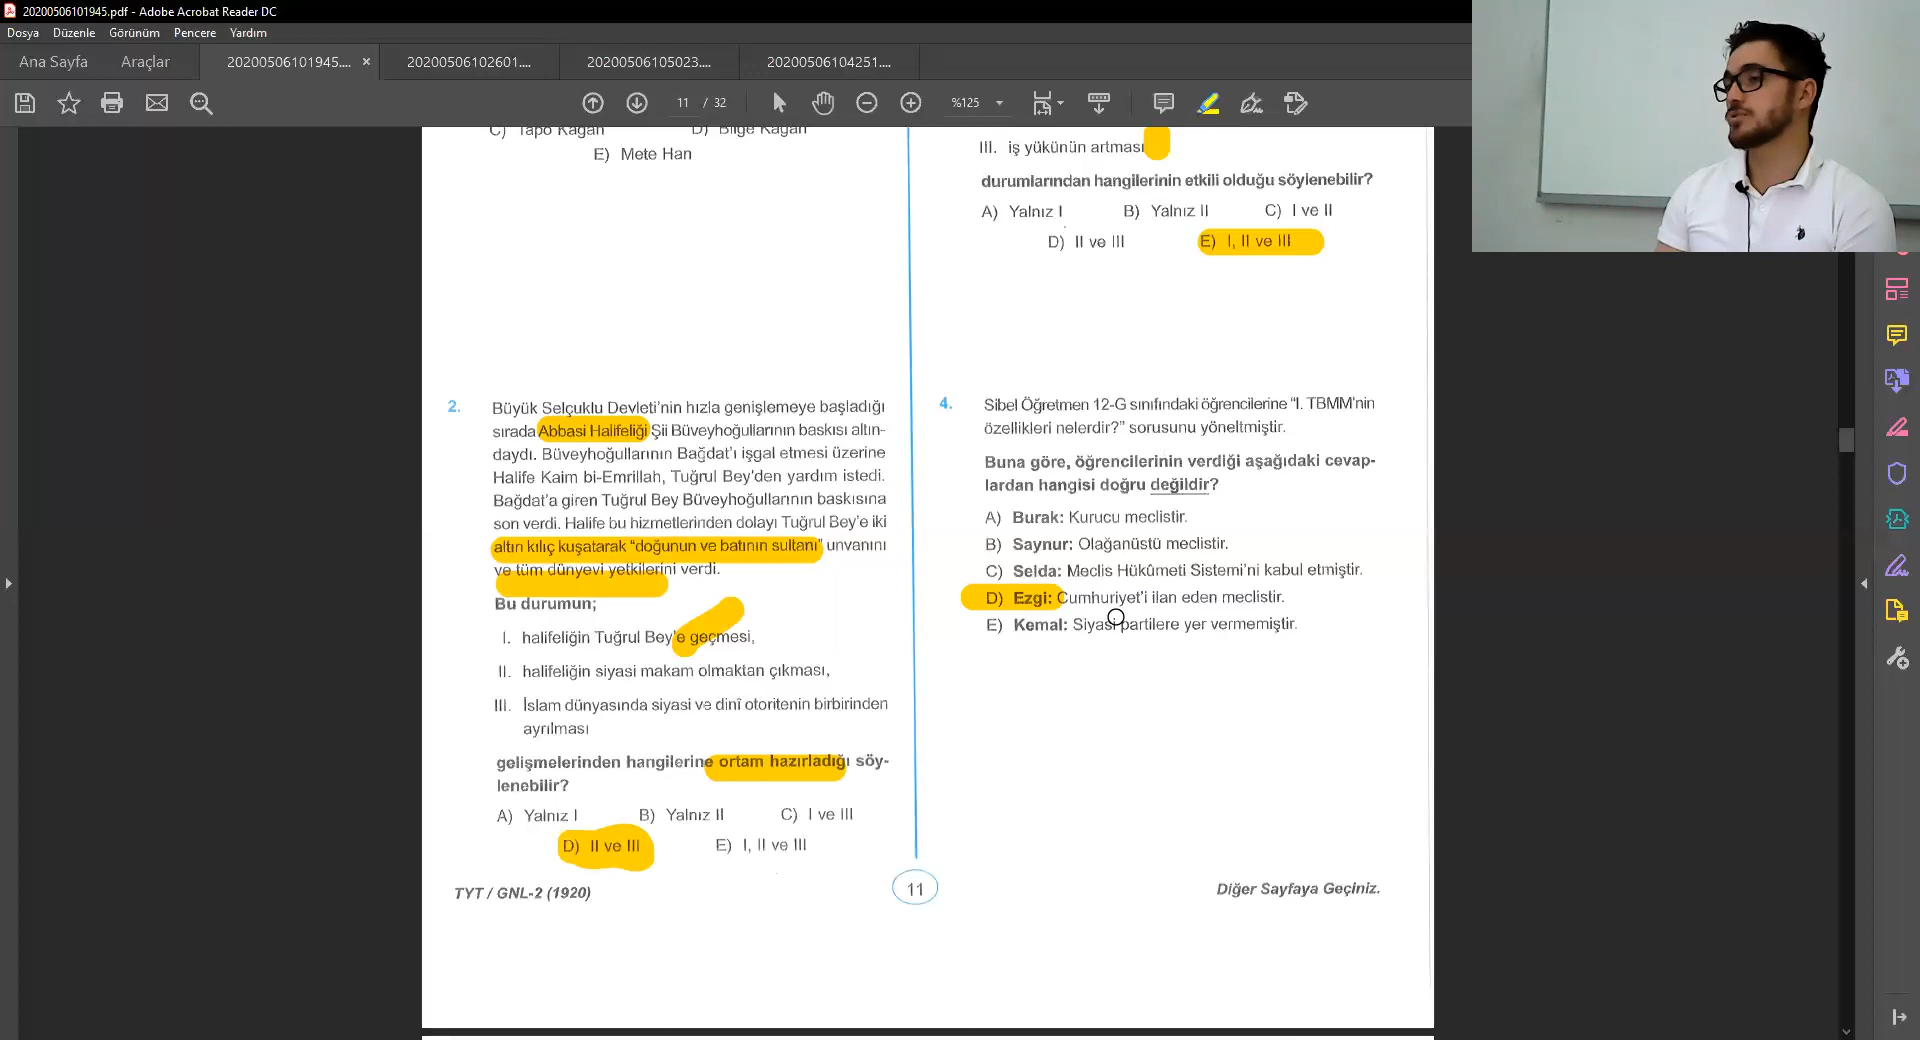 20200506101945.pdf - Adobe Acrobat Reader DC
Dosya Düzenle Görünüm Pencere Yardım
Ana Sayfa Araçlar 20200506101945.... × 20200506102601.... 20200506105023.... 20200506104251....
11 / 32 %125
C) Tapo Kağan D) Bilge Kağan
E) Mete Han
2. Büyük Selçuklu Devleti'nin hızla genişlemeye başladığı
sırada Abbasi Halifeliği Şii Büveyhoğullarının baskısı altın-
daydı. Büveyhoğullarının Bağdat'ı işgal etmesi üzerine
Halife Kaim bi-Emrillah, Tuğrul Bey'den yardım istedi.
Bağdat'a giren Tuğrul Bey Büveyhoğullarının baskısına
son verdi. Halife bu hizmetlerinden dolayı Tuğrul Bey'e iki
altın kılıç kuşatarak "doğunun ve batının sultanı" unvanını
ve tüm dünyevi yetkilerini verdi.
Bu durumun;
I. halifeliğin Tuğrul Bey'e geçmesi,
II. halifeliğin siyasi makam olmaktan çıkması,
III. İslam dünyasında siyasi ve dinî otoritenin birbirinden
ayrılması
gelişmelerinden hangilerine ortam hazırladığı söy-
lenebilir?
A) Yalnız I B) Yalnız II C) I ve III
D) II ve III E) I, II ve III
III. iş yükünün artması
durumlarından hangilerinin etkili olduğu söylenebilir?
A) Yalnız I B) Yalnız II C) I ve II
D) II ve III E) I, II ve III
4. Sibel Öğretmen 12-G sınıfındaki öğrencilerine "I. TBMM'nin
özellikleri nelerdir?" sorusunu yöneltmiştir.
Buna göre, öğrencilerinin verdiği aşağıdaki cevap-
lardan hangisi doğru değildir?
A) Burak: Kurucu meclistir.
B) Saynur: Olağanüstü meclistir.
C) Selda: Meclis Hükûmeti Sistemi'ni kabul etmiştir.
D) Ezgi: Cumhuriyet'i ilan eden meclistir.
E) Kemal: Siyasi partilere yer vermemiştir.
TYT / GNL-2 (1920) 11 Diğer Sayfaya Geçiniz.